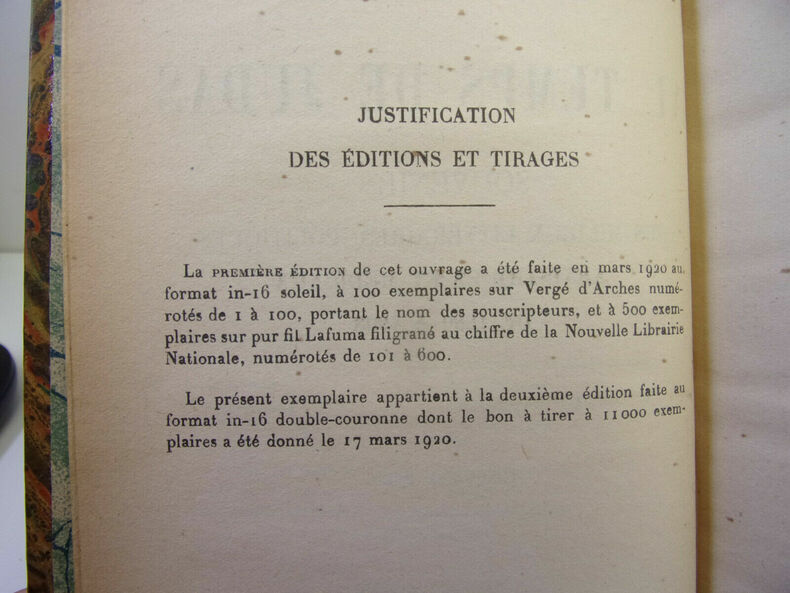 JUSTIFICATION
DES ÉDITIONS ET TIRAGES
La PREMIÈRE ÉDITION de cet ouvrage a été faite en mars 1920 au
format in-16 soleil, à 100 exemplaires sur Vergé d'Arches numé-
rotés de 1 à 100, portant le nom des souscripteurs, et à 500 exem-
plaires sur pur fil Lafuma filigrané au chiffre de la Nouvelle Librairie
Nationale, numérotés de 101 à 600.
Le présent exemplaire appartient à la deuxième édition faite au
format in-16 double-couronne dont le bon à tirer à 11000 exem-
plaires a été donné le 17 mars 1920.